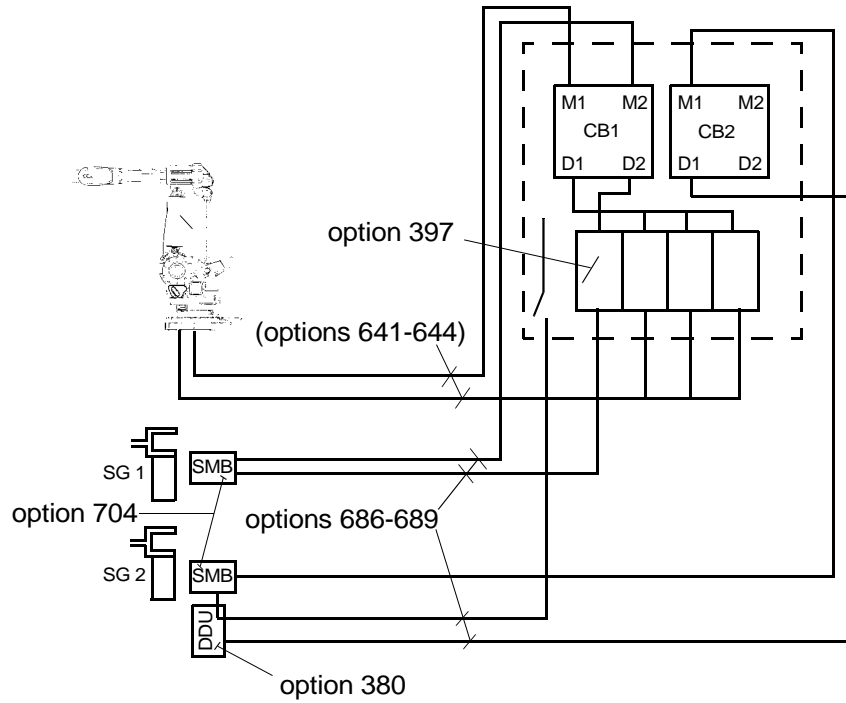 M1 M2
CB1
D1 D2
M1 M2
CB2
D1 D2
option 397
(options 641-644)
SG 1
SMB
option 704
options 686-689
SG 2
SMB
DDU
option 380